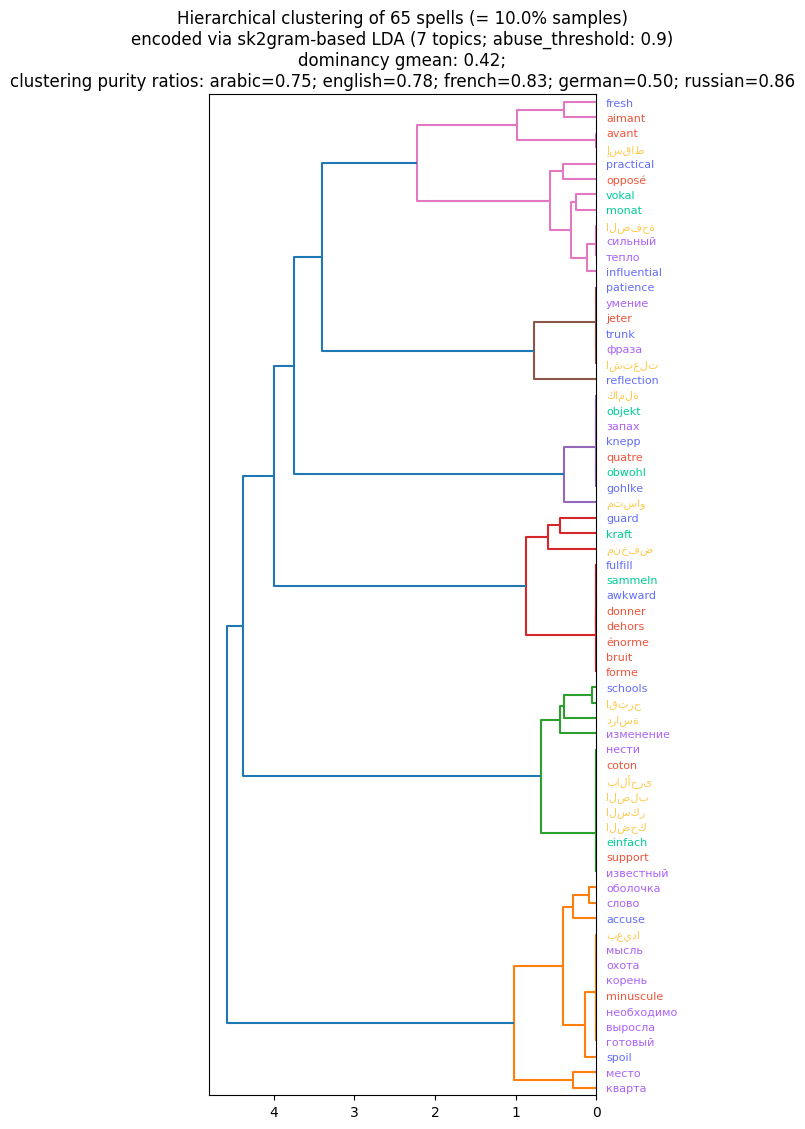 Hierarchical clustering of 65 spells (= 10.0% samples)
encoded via sk2gram-based LDA (7 topics; abuse_threshold: 0.9)
dominancy gmean: 0.42;
clustering purity ratios: arabic=0.75; english=0.78; french=0.83; german=0.50; russian=0.86
fresh
aimant
avant
إسقاط
practical
opposé
vokal
monat
الصفحة
сильный
тепло
influential
patience
умение
jeter
trunk
фраза
اشتعلت
reflection
كاملة
objekt
запах
knepp
quatre
obwohl
gohlke
متساو
guard
kraft
منخفض
fulfill
sammeln
awkward
donner
dehors
énorme
bruit
forme
schools
اقترح
دراسة
изменение
нести
coton
بالأحرى
الصلب
السكر
الضحك
einfach
support
известный
оболочка
слово
accuse
بعيدا
мысль
охота
корень
minuscule
необходимо
выросла
готовый
spoil
место
кварта
4 3 2 1 0